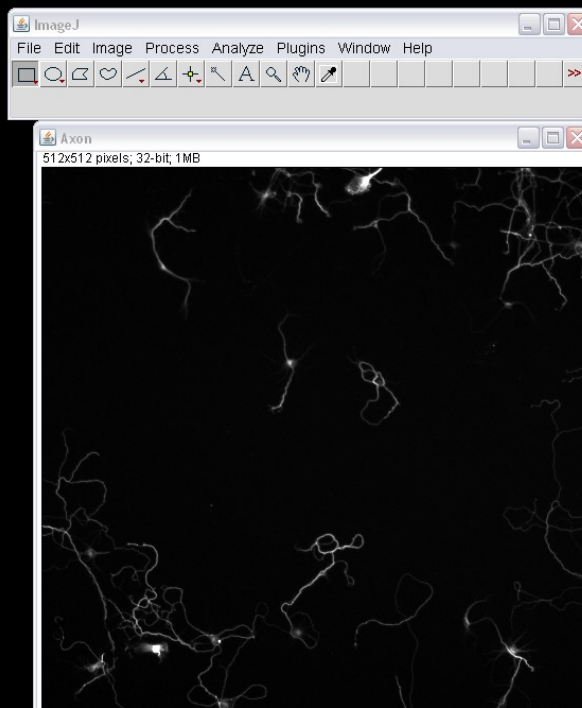 ImageJ
File Edit Image Process Analyze Plugins Window Help
A >>
Axon
512x512 pixels; 32-bit; 1MB